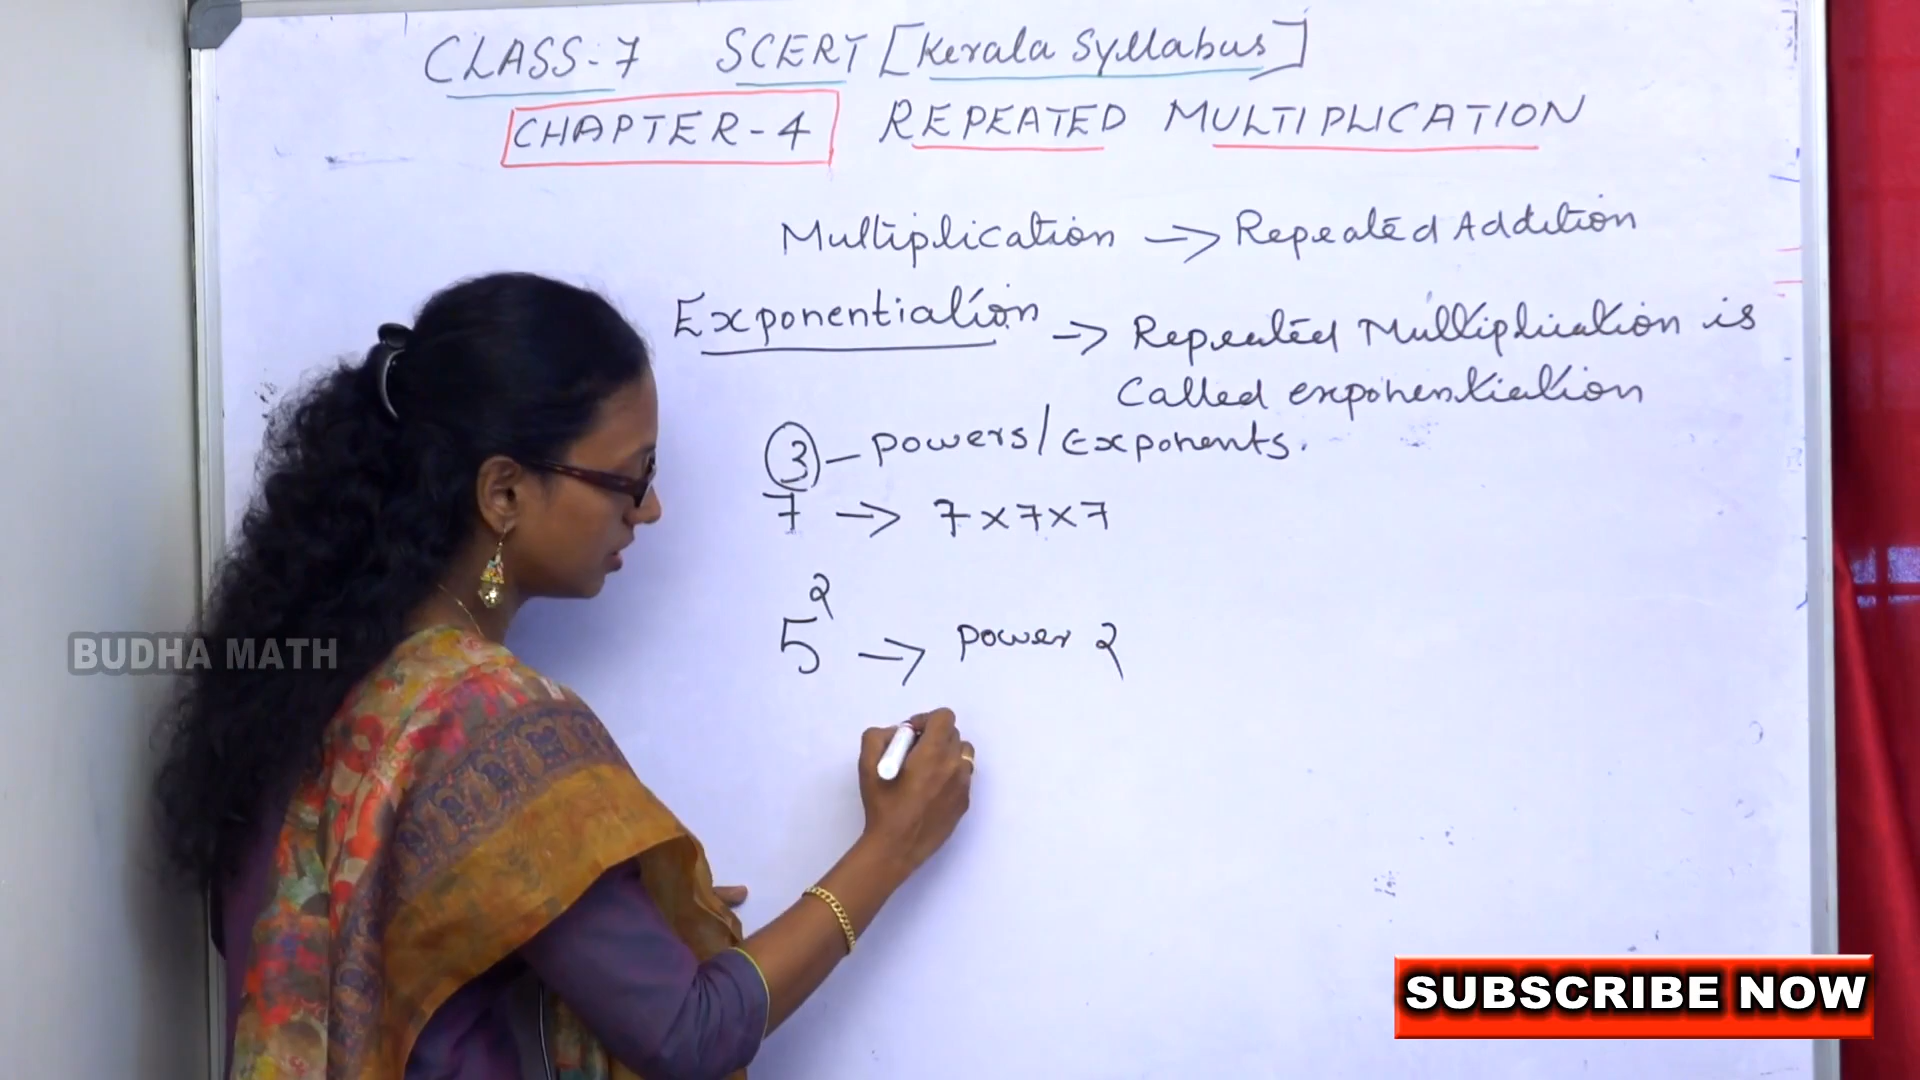 CLASS-7 SCERT [Kerala Syllabus]
CHAPTER-4 REPEATED MULTIPLICATION
Multiplication → Repeated Addition
Exponentiation → Repeated Multiplication is
Called exponentiation
3 – powers/Exponents.
7 → 7×7×7
2
5 → power 2
BUDHA MATH
SUBSCRIBE NOW